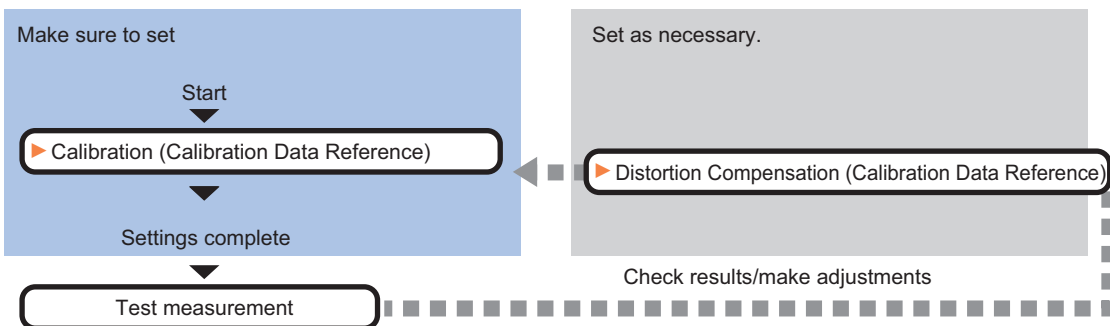 Make sure to set
Start
Calibration (Calibration Data Reference)
Settings complete
Test measurement
Set as necessary.
Distortion Compensation (Calibration Data Reference)
Check results/make adjustments